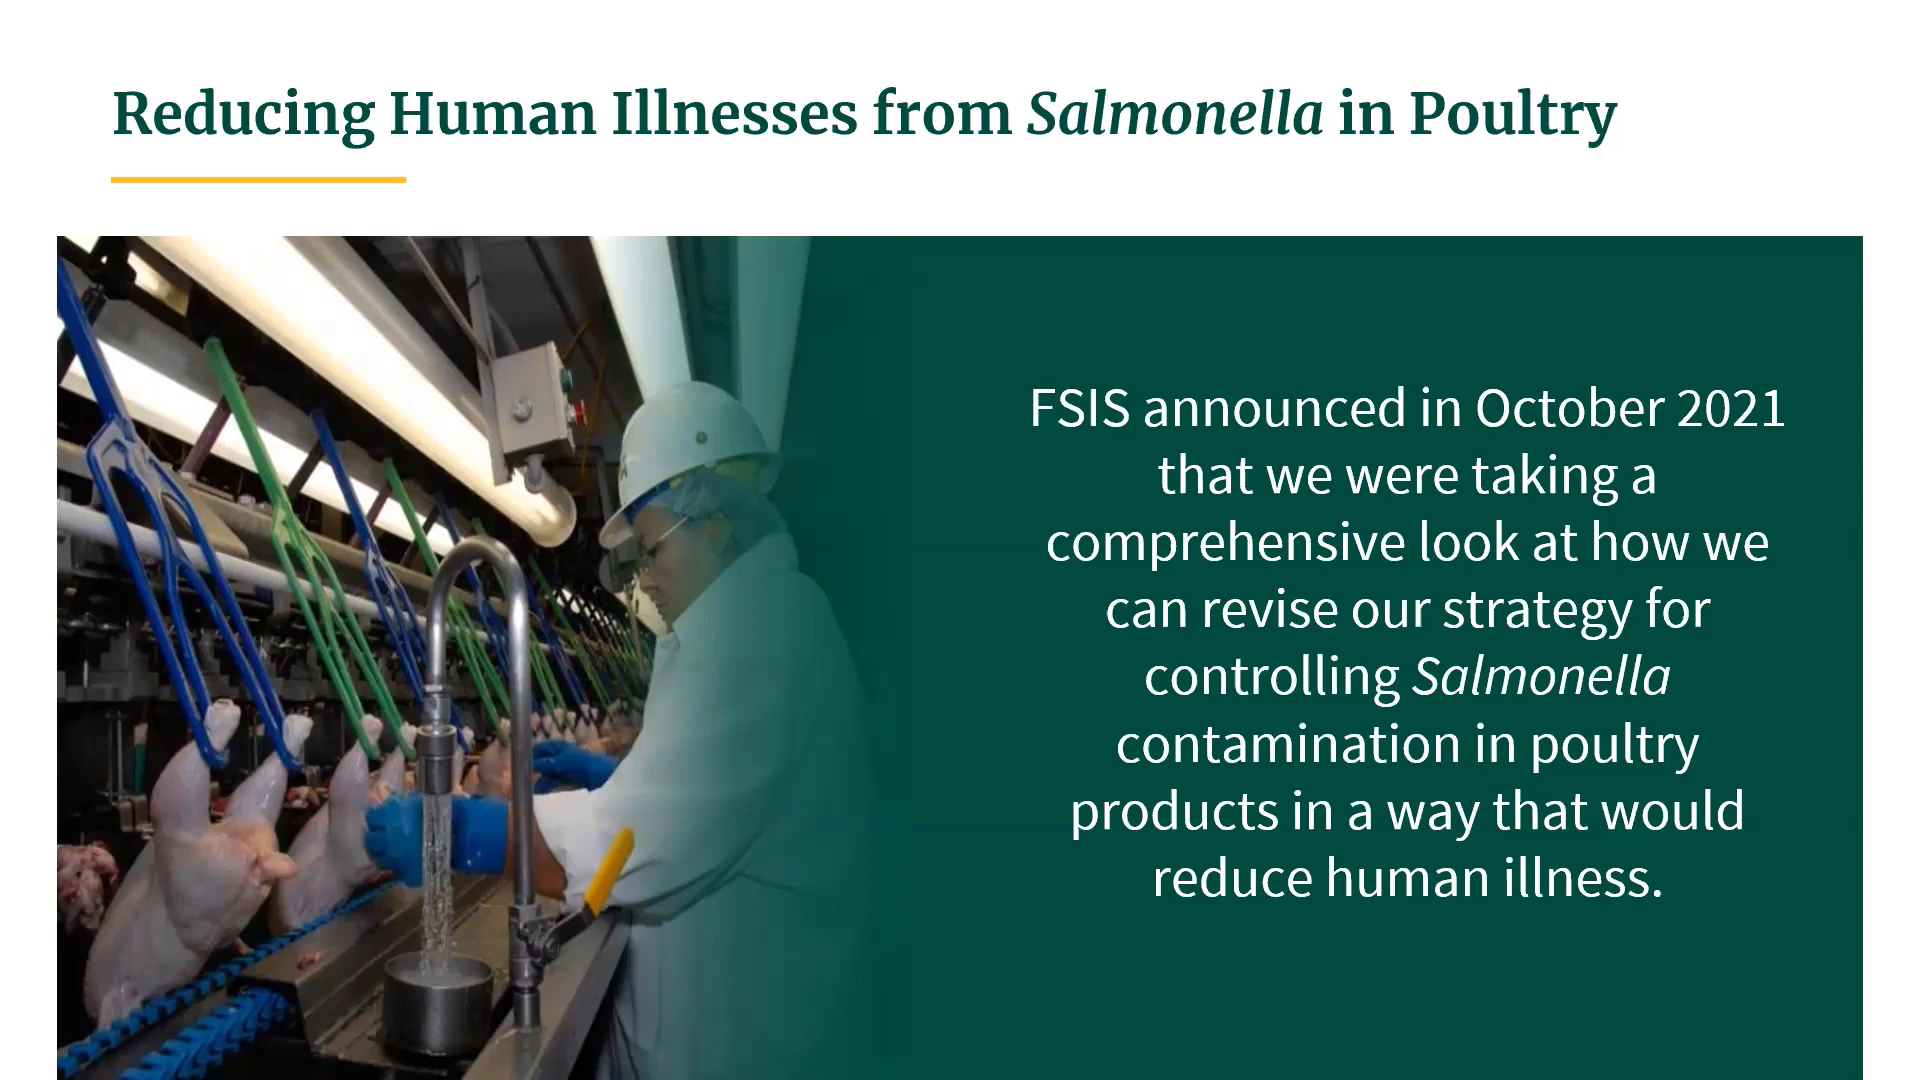 Reducing Human Illnesses from Salmonella in Poultry
FSIS announced in October 2021
that we were taking a
comprehensive look at how we
can revise our strategy for
controlling Salmonella
contamination in poultry
products in a way that would
reduce human illness.